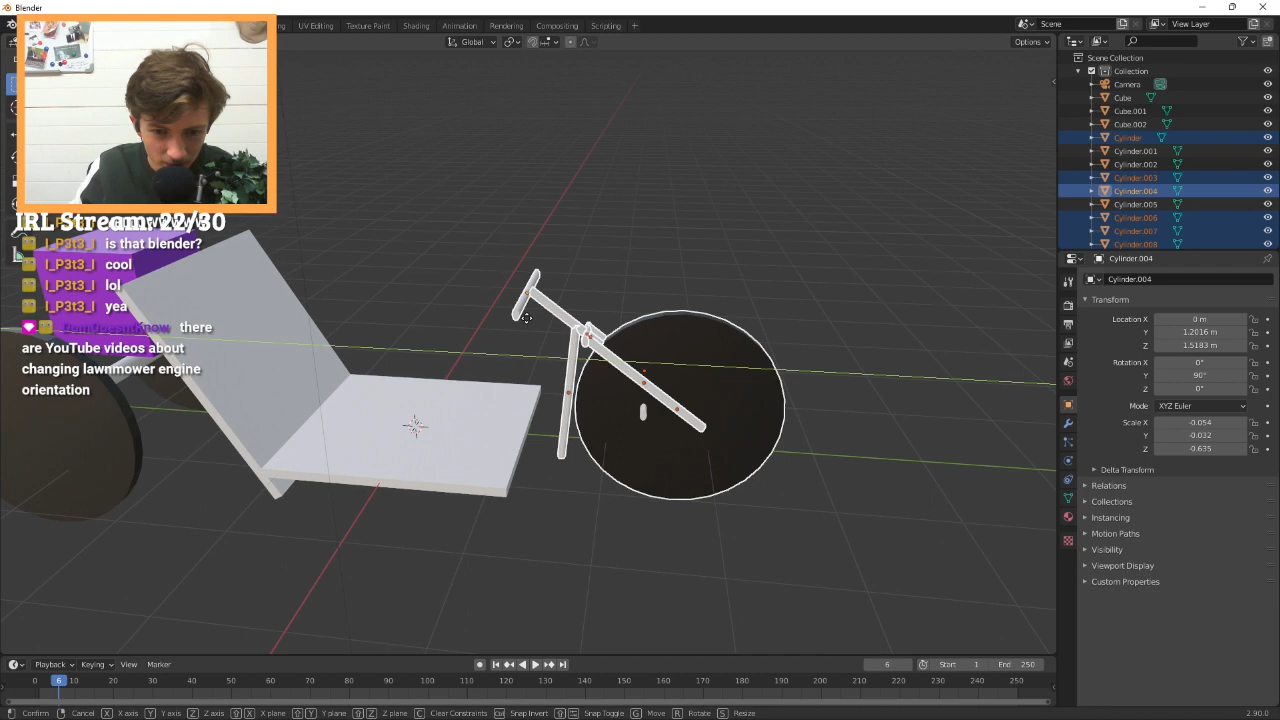 Blender
UV Editing Texture Paint Shading Animation Rendering Compositing Scripting +
Scene View Layer
Global Options
Scene Collection
Collection
Camera
Cube
Cube.001
Cube.002
Cylinder
Cylinder.001
Cylinder.002
Cylinder.003
Cylinder.004
Cylinder.005
Cylinder.006
Cylinder.007
Cylinder.008
Cylinder.004
Cylinder.004
Transform
Location X 0 m
Y 1.2016 m
Z 1.5183 m
Rotation X 0°
Y 90°
Z 0°
Mode XYZ Euler
Scale X -0.054
Y -0.032
Z -0.635
Delta Transform
Relations
Collections
Instancing
Motion Paths
Visibility
Viewport Display
Custom Properties
IRL Stream: 22/30
I_P3t3_I is that blender?
I_P3t3_I cool
I_P3t3_I lol
I_P3t3_I yea
DomDoesntKnow there
are YouTube videos about
changing lawnmower engine
orientation
Playback Keying View Marker
6 Start 1 End 250
0 6 10 20 30 40 50 60 70 80 90 100 110 120 130 140 150 160 170 180 190 200 210 220 230 240 250
Confirm Cancel X X axis Y Y axis Z Z axis X X plane Y Y plane Z Z plane C Clear Constraints Snap Invert Snap Toggle G Move R Rotate S Resize 2.90.0